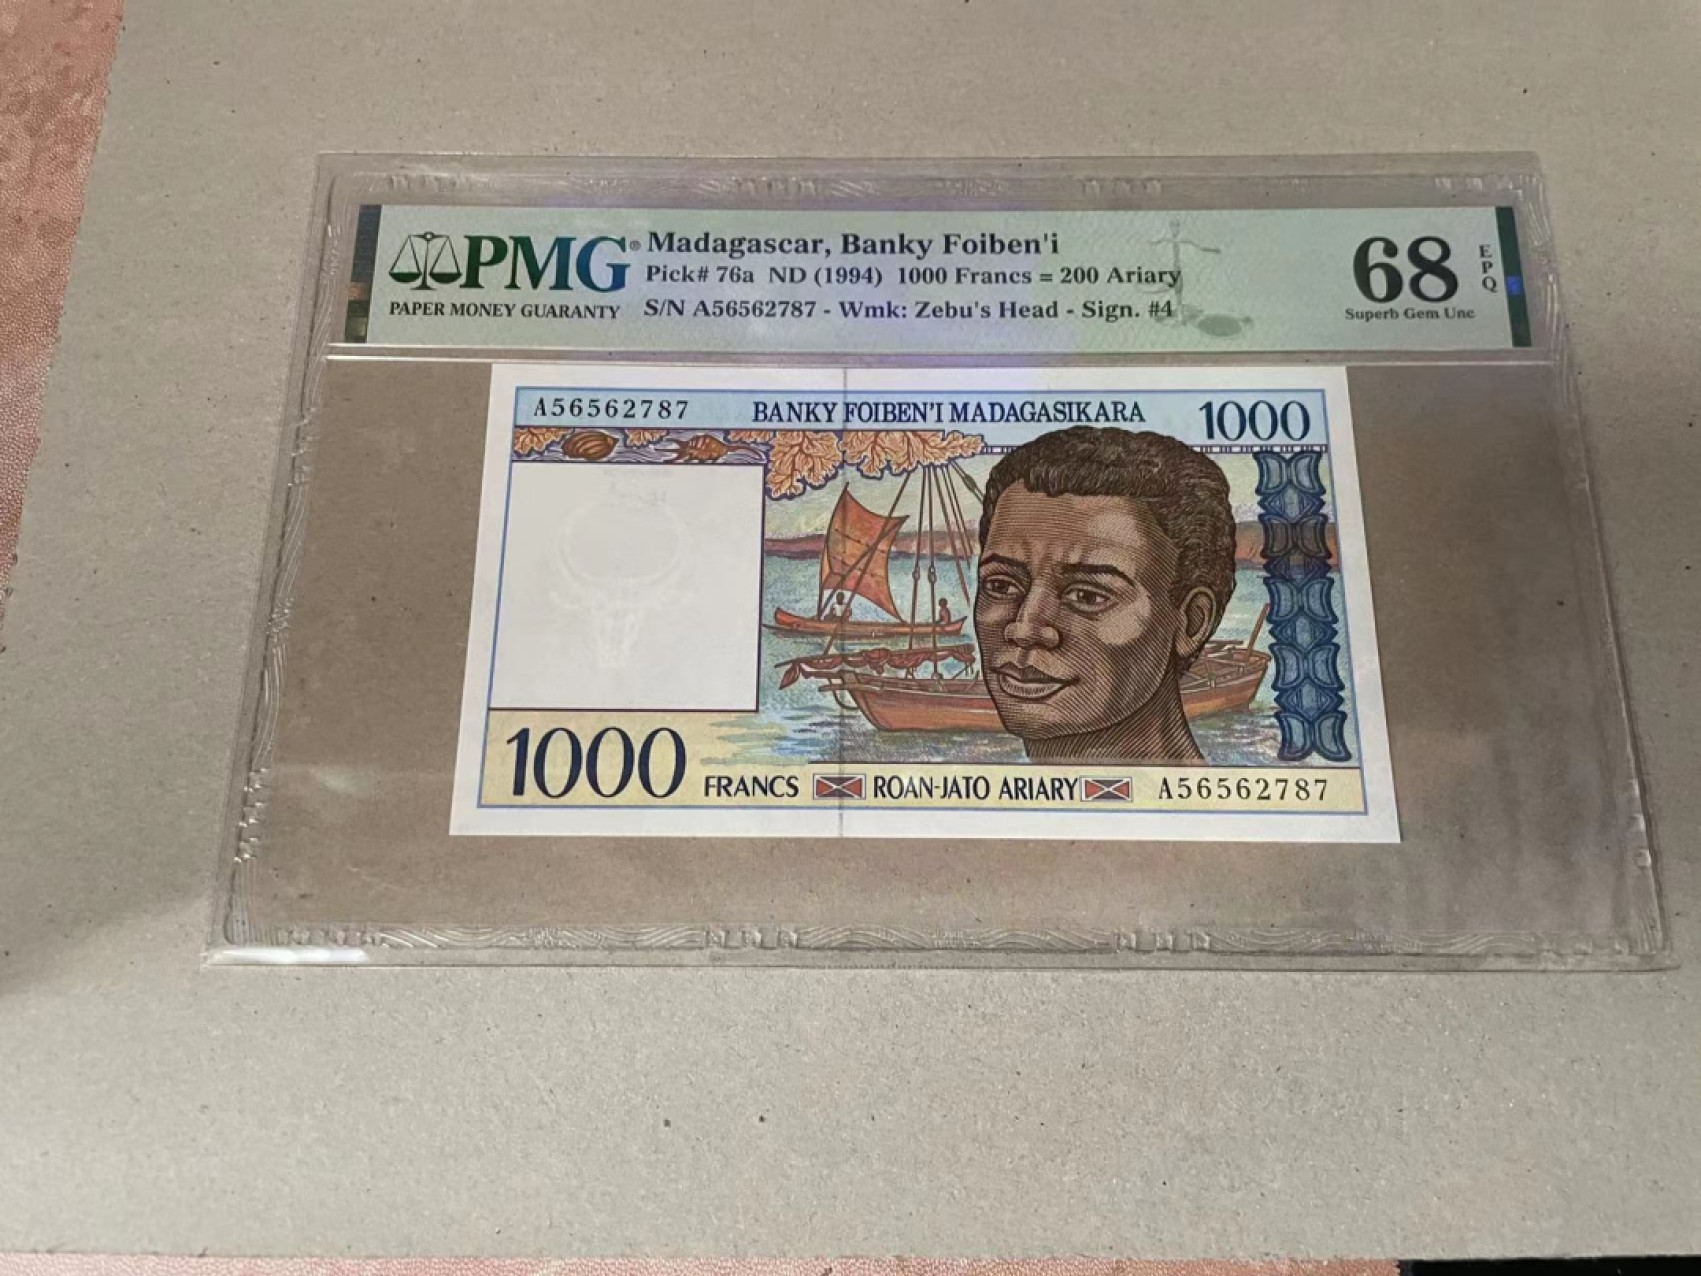 PMG®
PAPER MONEY GUARANTY
Madagascar, Banky Foiben'i
Pick# 76a ND (1994) 1000 Francs = 200 Ariary
S/N A56562787 - Wmk: Zebu's Head - Sign. #4
68
EPQ
Superb Gem Unc
A56562787 BANKY FOIBEN'I MADAGASIKARA 1000
1000 FRANCS ROAN-JATO ARIARY A56562787